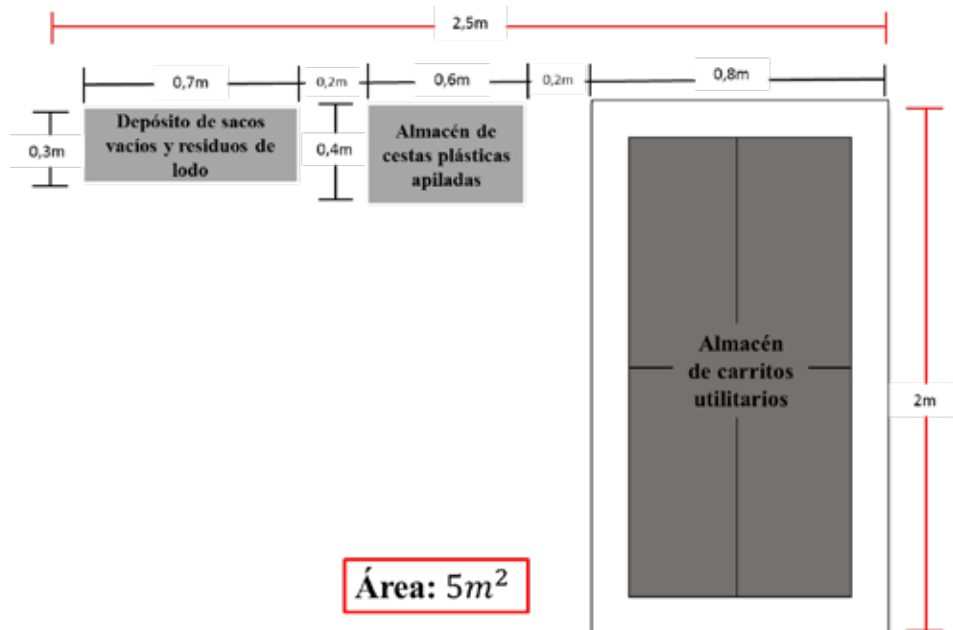 2,5m
0,7m
0,2m
0,6m
0,2m
0,8m
0,3m
Depósito de sacos
vacíos y residuos de
lodo
0,4m
Almacén de
cestas plásticas
apiladas
Almacén
de carritos
utilitarios
2m
Área: 5m²